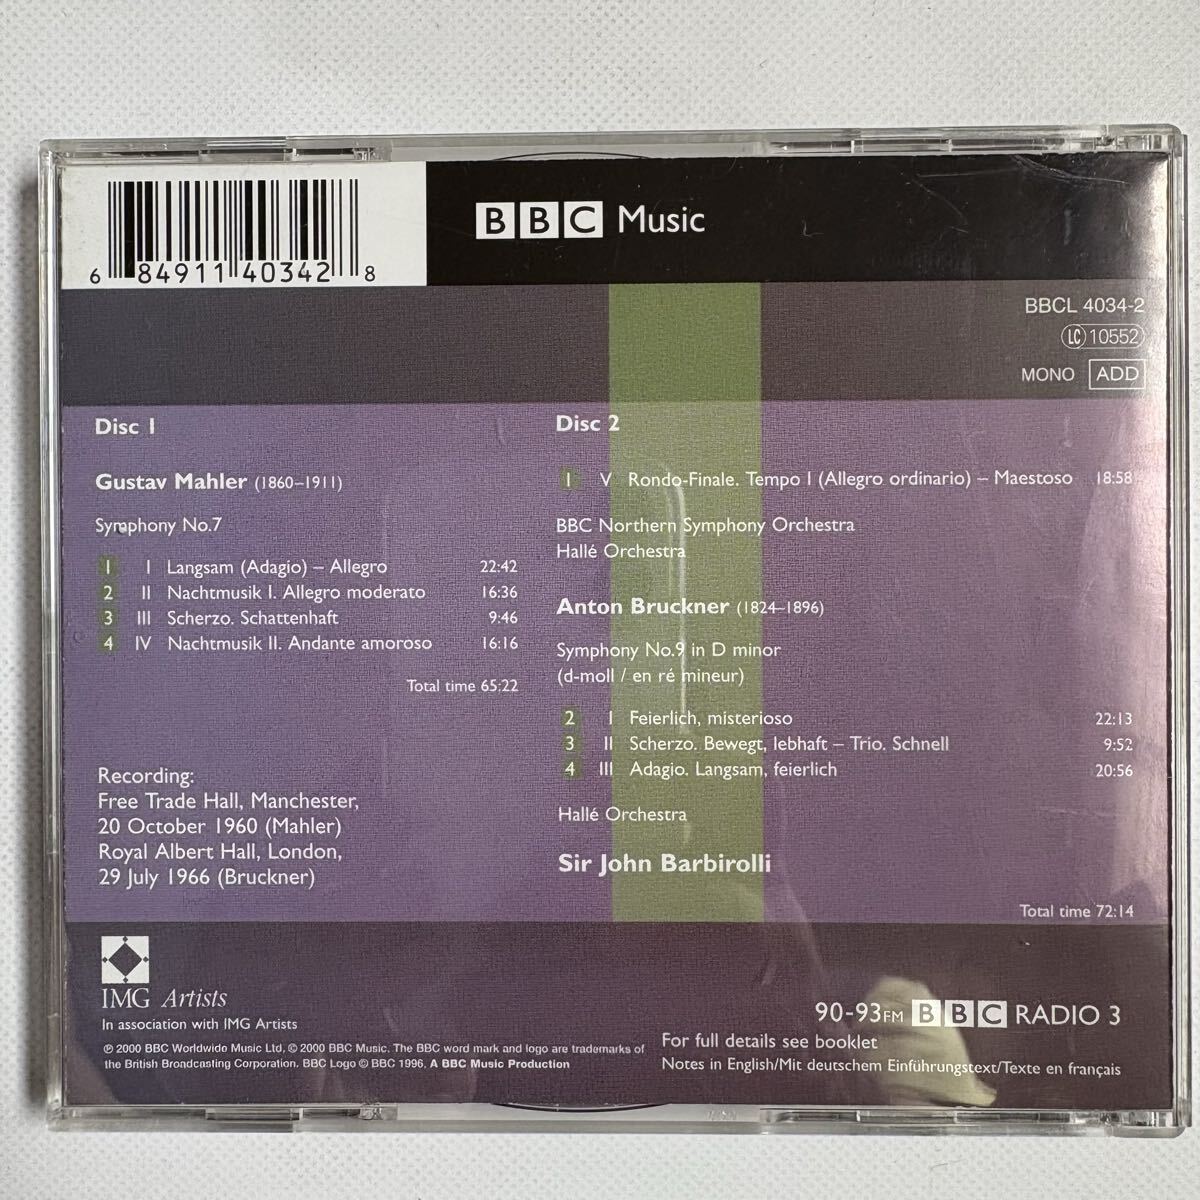 6 84911 40342 8
BBC Music
BBCL 4034-2
LC 10552
MONO ADD
Disc 1
Gustav Mahler (1860–1911)
Symphony No.7
1 I Langsam (Adagio) – Allegro 22:42
2 II Nachtmusik I. Allegro moderato 16:36
3 III Scherzo. Schattenhaft 9:46
4 IV Nachtmusik II. Andante amoroso 16:16
Total time 65:22
Recording:
Free Trade Hall, Manchester,
20 October 1960 (Mahler)
Royal Albert Hall, London,
29 July 1966 (Bruckner)
Disc 2
1 V Rondo-Finale. Tempo I (Allegro ordinario) – Maestoso 18:58
BBC Northern Symphony Orchestra
Hallé Orchestra
Anton Bruckner (1824–1896)
Symphony No.9 in D minor
(d-moll / en ré mineur)
2 I Feierlich, misterioso 22:13
3 II Scherzo. Bewegt, lebhaft – Trio. Schnell 9:52
4 III Adagio. Langsam, feierlich 20:56
Hallé Orchestra
Sir John Barbirolli
Total time 72:14
IMG Artists
In association with IMG Artists
℗ 2000 BBC Worldwide Music Ltd, © 2000 BBC Music. The BBC word mark and logo are trademarks of
the British Broadcasting Corporation. BBC Logo © BBC 1996. A BBC Music Production
90-93FM BBC RADIO 3
For full details see booklet
Notes in English/Mit deutschem Einführungstext/Texte en français